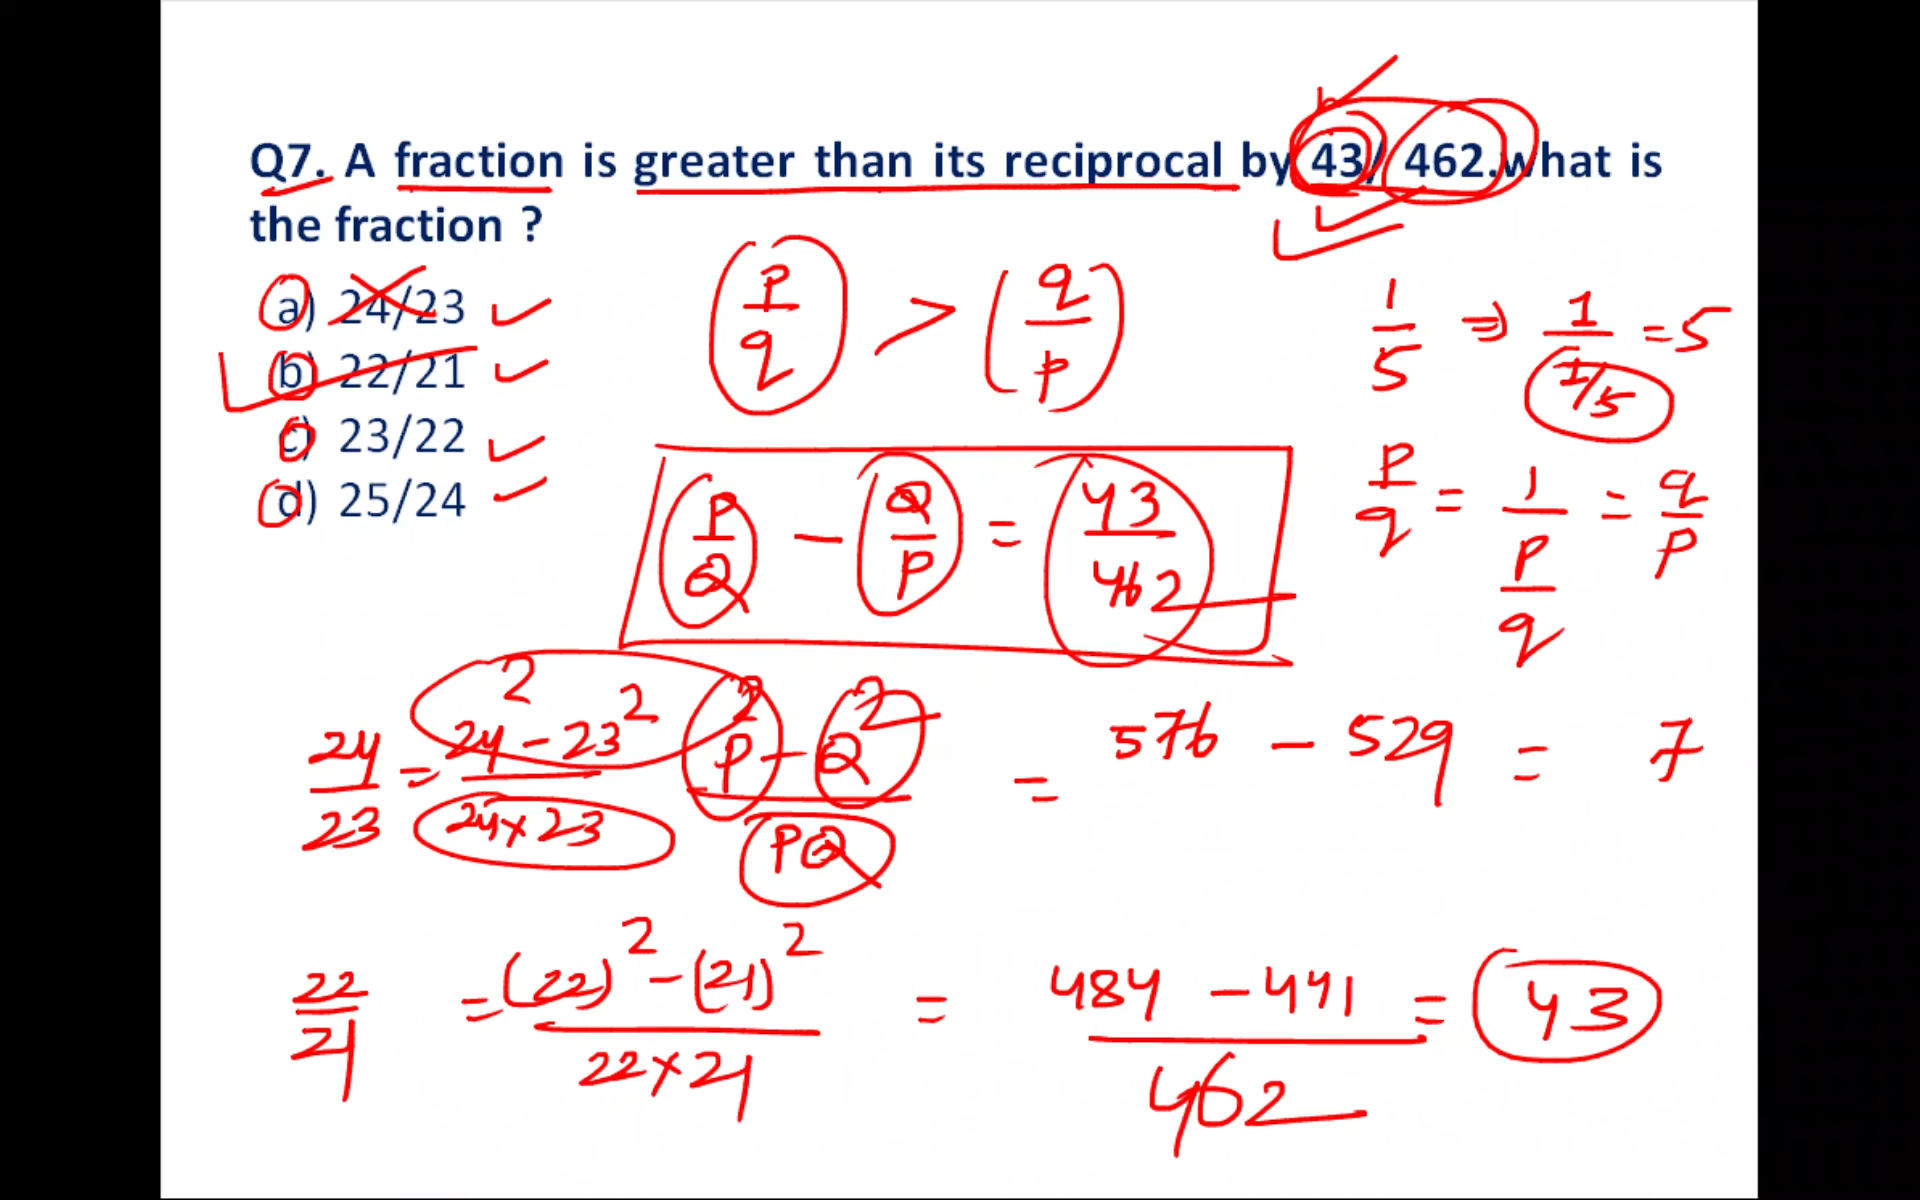 Q7. A fraction is greater than its reciprocal by 43/ 462.what is
the fraction ?
a) 24/23
b) 22/21
c) 23/22
d) 25/24
p/q > (q/p)
1/5 ⇒ 1/(1/5) = 5
P/Q - Q/P = 43/462
p/q = 1/(p/q) = q/p
24/23 = (24² - 23²)/(24×23)
(P² - Q²)/PQ = 576 - 529 = 7
22/21 = ((22)² - (21)²)/(22×21) = (484 - 441)/462 = 43